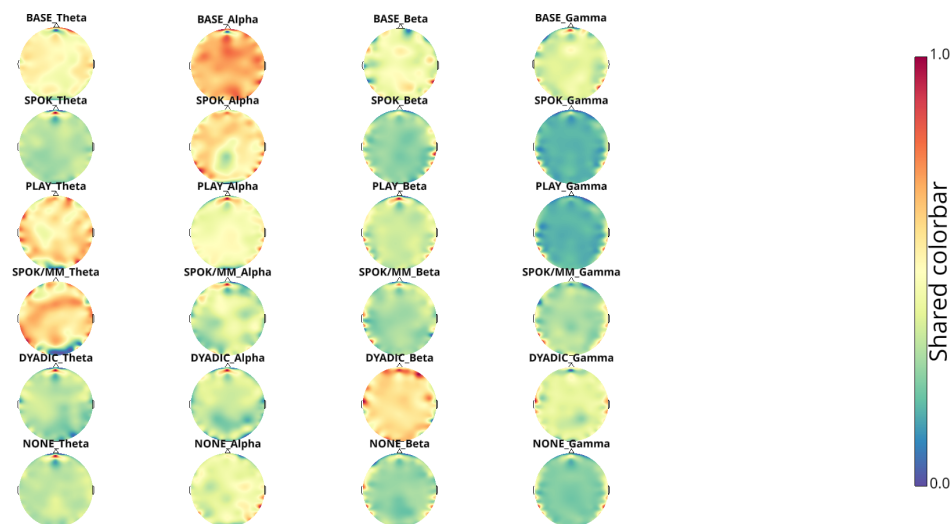 BASE_Theta BASE_Alpha BASE_Beta BASE_Gamma
1.0
SPOK_Theta SPOK_Alpha SPOK_Beta SPOK_Gamma
PLAY_Theta PLAY_Alpha PLAY_Beta PLAY_Gamma
SPOK/MM_Theta SPOK/MM_Alpha SPOK/MM_Beta SPOK/MM_Gamma
Shared colorbar
DYADIC_Theta DYADIC_Alpha DYADIC_Beta DYADIC_Gamma
NONE_Theta NONE_Alpha NONE_Beta NONE_Gamma
0.0